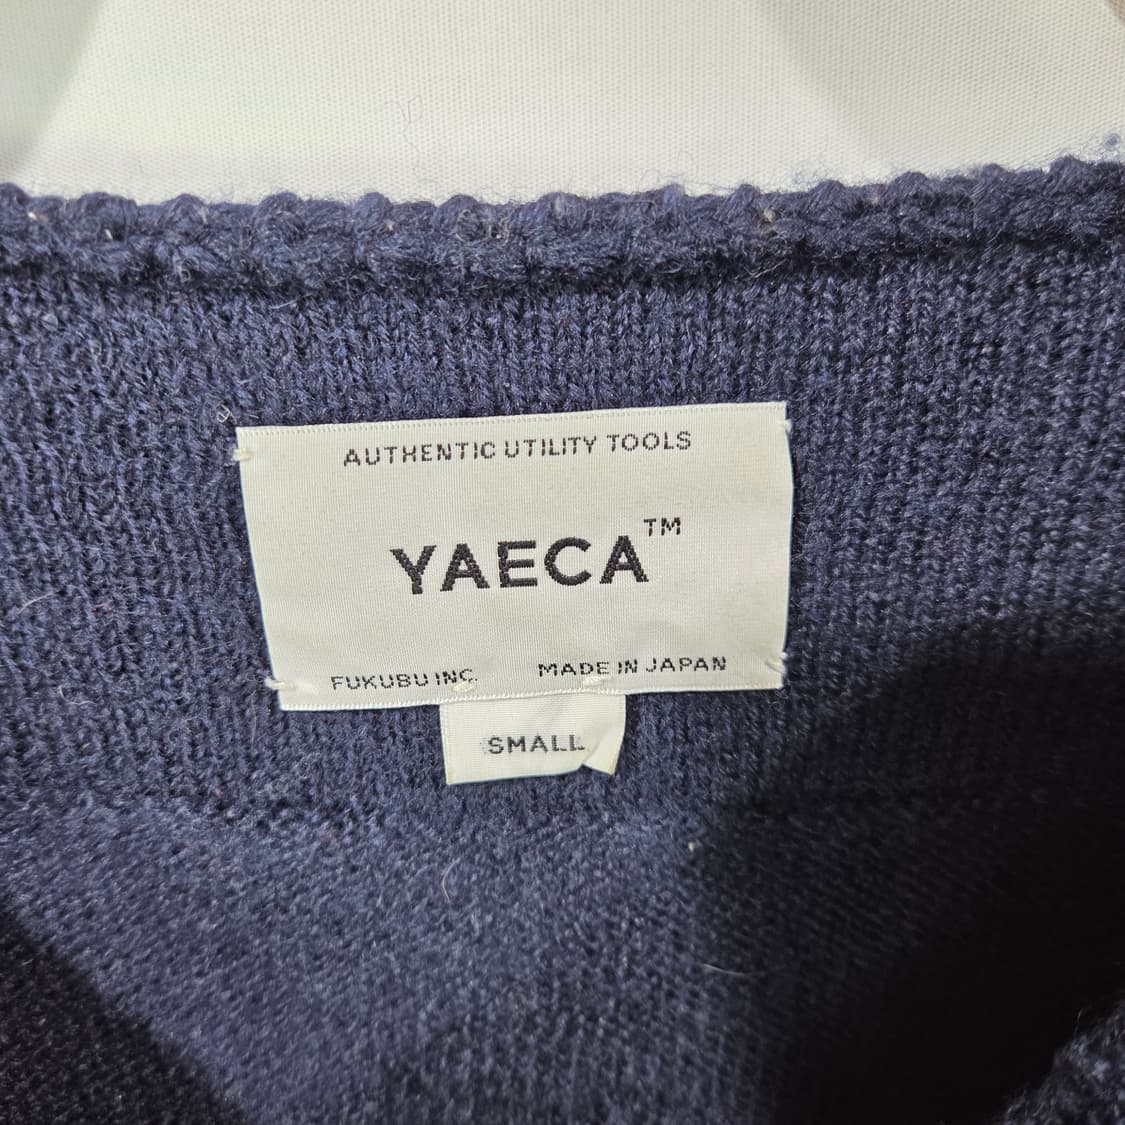 AUTHENTIC UTILITY TOOLS
YAECA™
FUKUBU INC. MADE IN JAPAN
SMALL